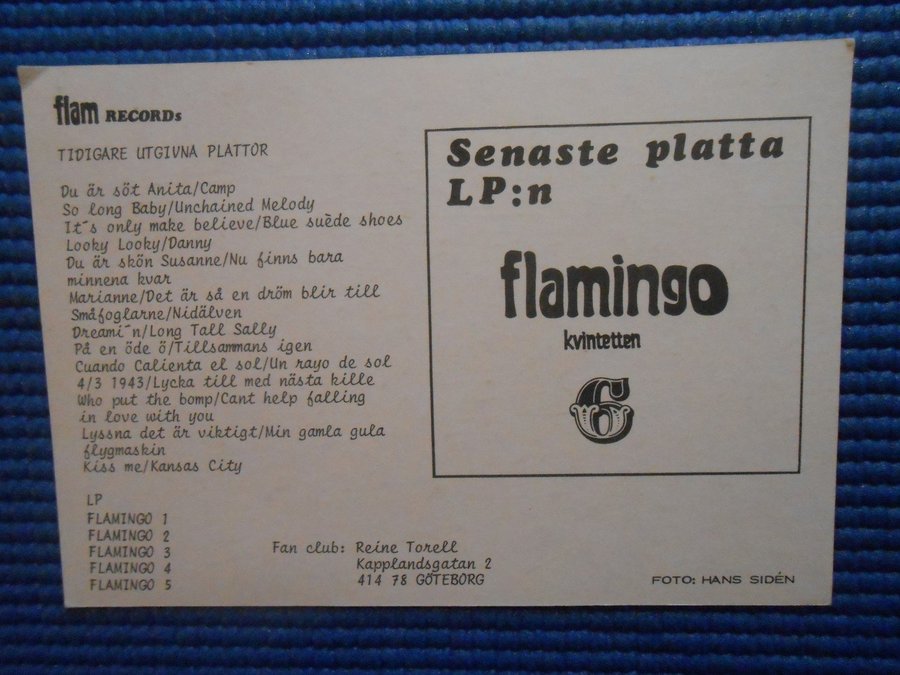 flam RECORDs
TIDIGARE UTGIVNA PLATTOR
Du är söt Anita/Camp
So long Baby/Unchained Melody
It´s only make believe/Blue suède shoes
Looky Looky/Danny
Du är skön Susanne/Nu finns bara
minnena kvar
Marianne/Det är så en dröm blir till
Småfoglarne/Nidälven
Dreami´n/Long Tall Sally
På en öde ö/Tillsammans igen
Cuando Calienta el sol/Un rayo de sol
4/3 1943/Lycka till med nästa kille
Who put the bomp/Cant help falling
in love with you
Lyssna det är viktigt/Min gamla gula
flygmaskin
Kiss me/Kansas City
LP
FLAMINGO 1
FLAMINGO 2
FLAMINGO 3
FLAMINGO 4
FLAMINGO 5
Fan club: Reine Torell
Kapplandsgatan 2
414 78 GÖTEBORG
Senaste platta
LP:n
flamingo
kvintetten
6
FOTO: HANS SIDÉN